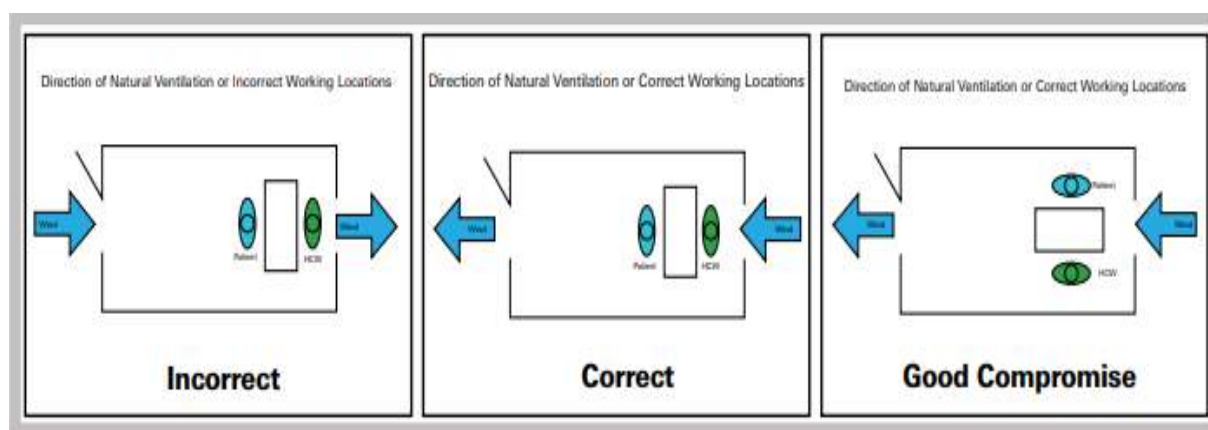 Direction of Natural Ventilation or Incorrect Working Locations
Wind
Patient
HCW
Wind
Incorrect
Direction of Natural Ventilation or Correct Working Locations
Wind
Patient
HCW
Wind
Correct
Direction of Natural Ventilation or Correct Working Locations
Wind
Patient
HCW
Wind
Good Compromise